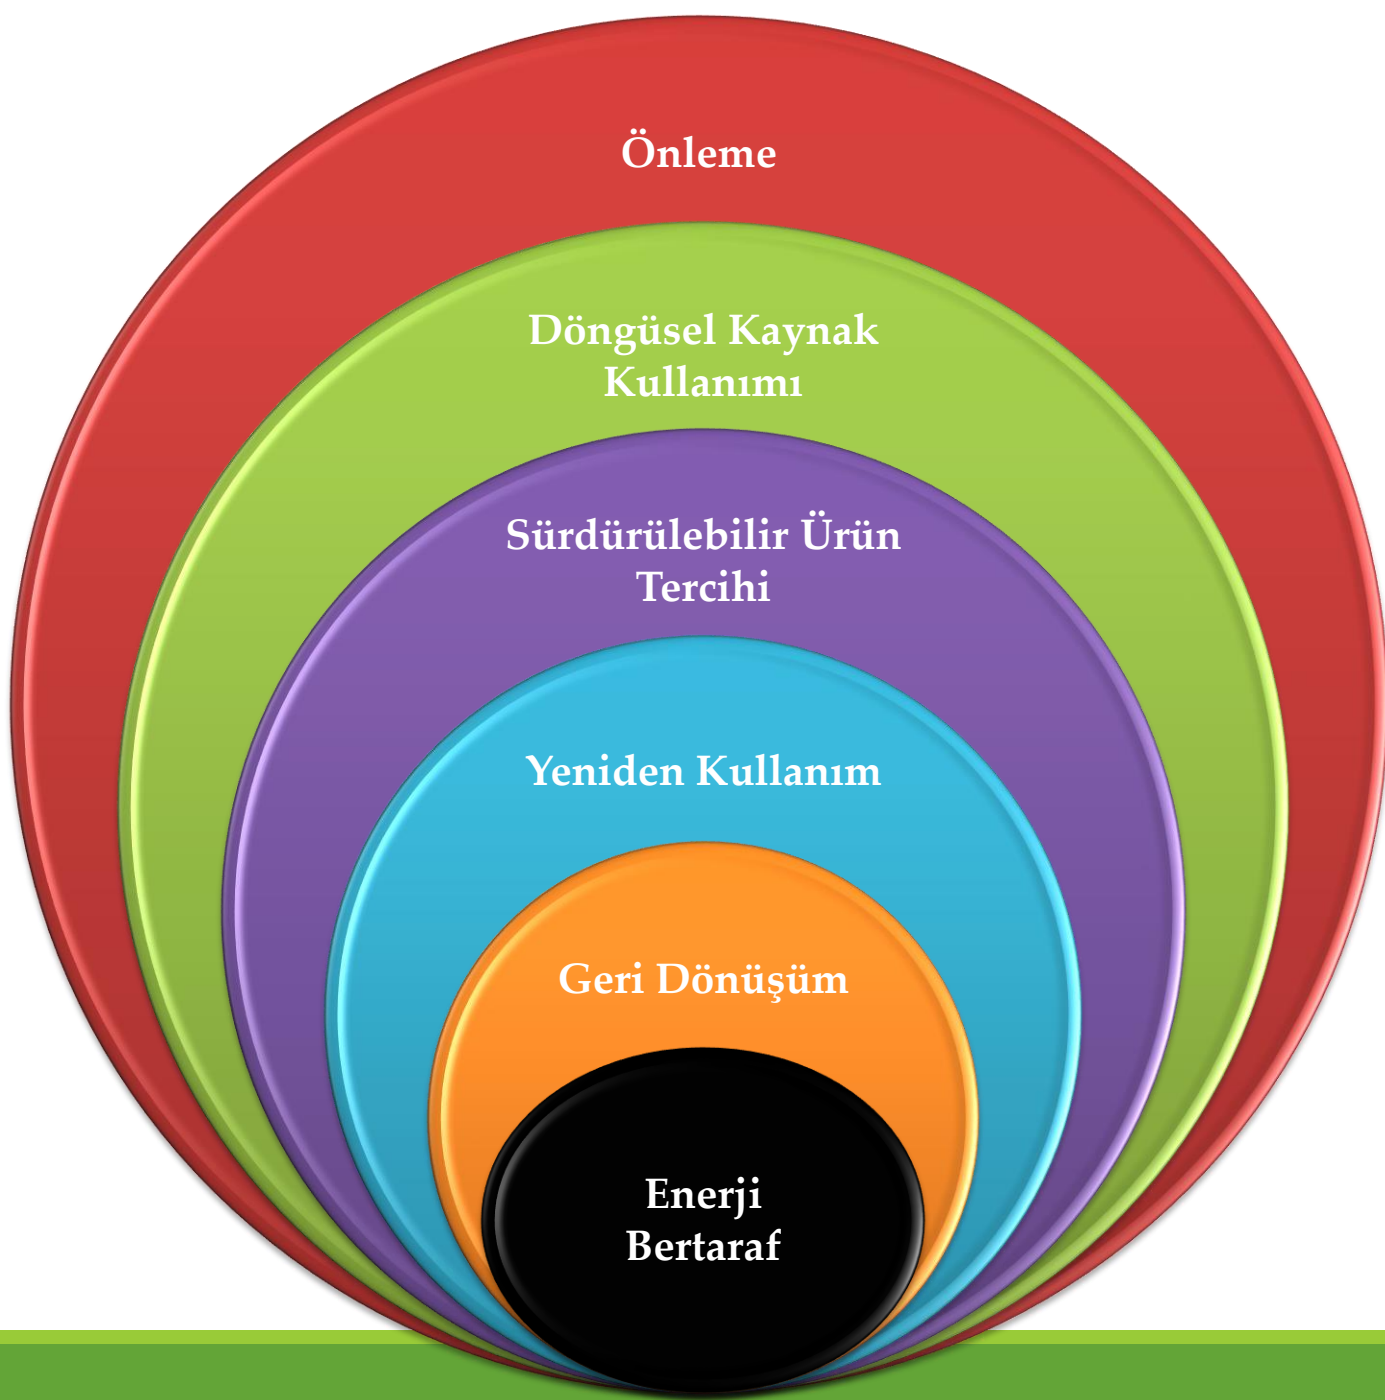 Önleme
Döngüsel Kaynak
Kullanımı
Sürdürülebilir Ürün
Tercihi
Yeniden Kullanım
Geri Dönüşüm
Enerji
Bertaraf